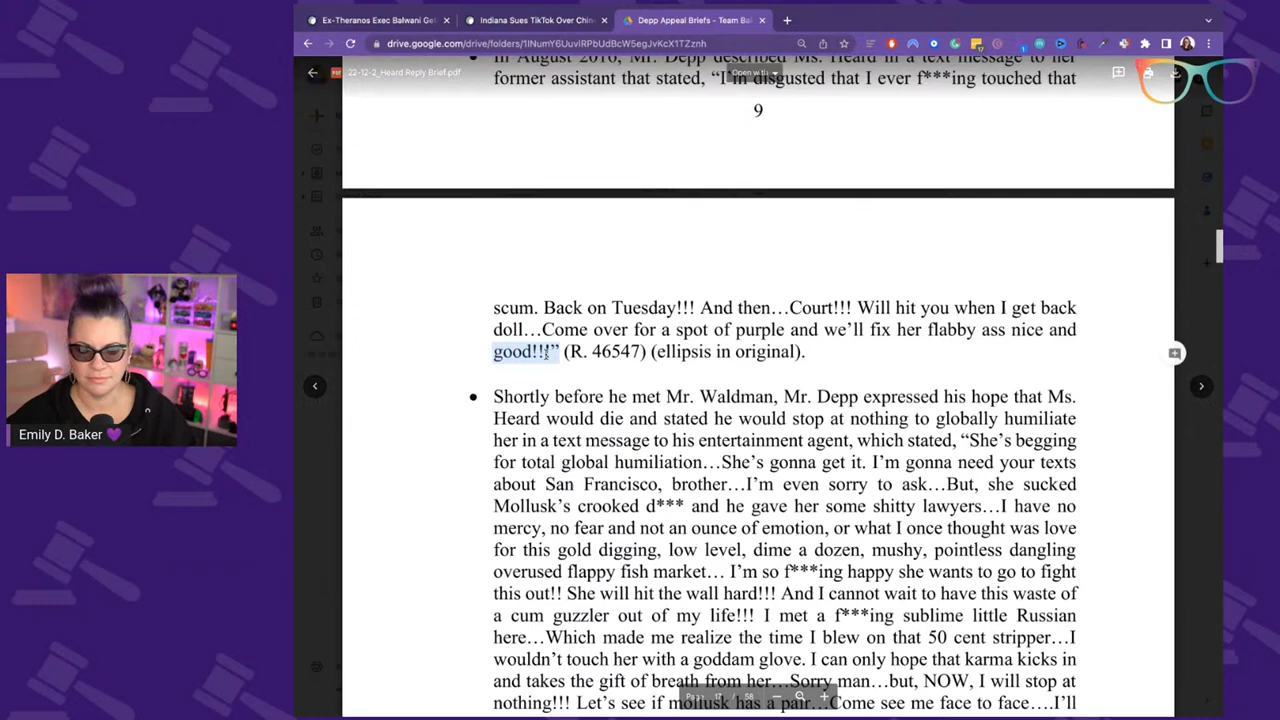 Ex-Theranos Exec Balwani Get
Indiana Sues TikTok Over Chin
Depp Appeal Briefs - Team Ba
drive.google.com/drive/folders/1INumY6UuvIRPbUdBcW5egJvKcX1TZznh
22-12-2_Heard Reply Brief.pdf
Open with
In August 2016, Mr. Depp described Ms. Heard in a text message to her
former assistant that stated, “I’m disgusted that I ever f***ing touched that
9
scum. Back on Tuesday!!! And then…Court!!! Will hit you when I get back
doll…Come over for a spot of purple and we’ll fix her flabby ass nice and
good!!!” (R. 46547) (ellipsis in original).
• Shortly before he met Mr. Waldman, Mr. Depp expressed his hope that Ms.
Heard would die and stated he would stop at nothing to globally humiliate
her in a text message to his entertainment agent, which stated, “She’s begging
for total global humiliation…She’s gonna get it. I’m gonna need your texts
about San Francisco, brother…I’m even sorry to ask…But, she sucked
Mollusk’s crooked d*** and he gave her some shitty lawyers…I have no
mercy, no fear and not an ounce of emotion, or what I once thought was love
for this gold digging, low level, dime a dozen, mushy, pointless dangling
overused flappy fish market… I’m so f***ing happy she wants to go to fight
this out!! She will hit the wall hard!!! And I cannot wait to have this waste of
a cum guzzler out of my life!!! I met a f***ing sublime little Russian
here…Which made me realize the time I blew on that 50 cent stripper…I
wouldn’t touch her with a goddam glove. I can only hope that karma kicks in
and takes the gift of breath from her…Sorry man…but, NOW, I will stop at
nothing!!! Let’s see if mollusk has a pair…Come see me face to face….I’ll
Page 17 / 58
Emily D. Baker 💜